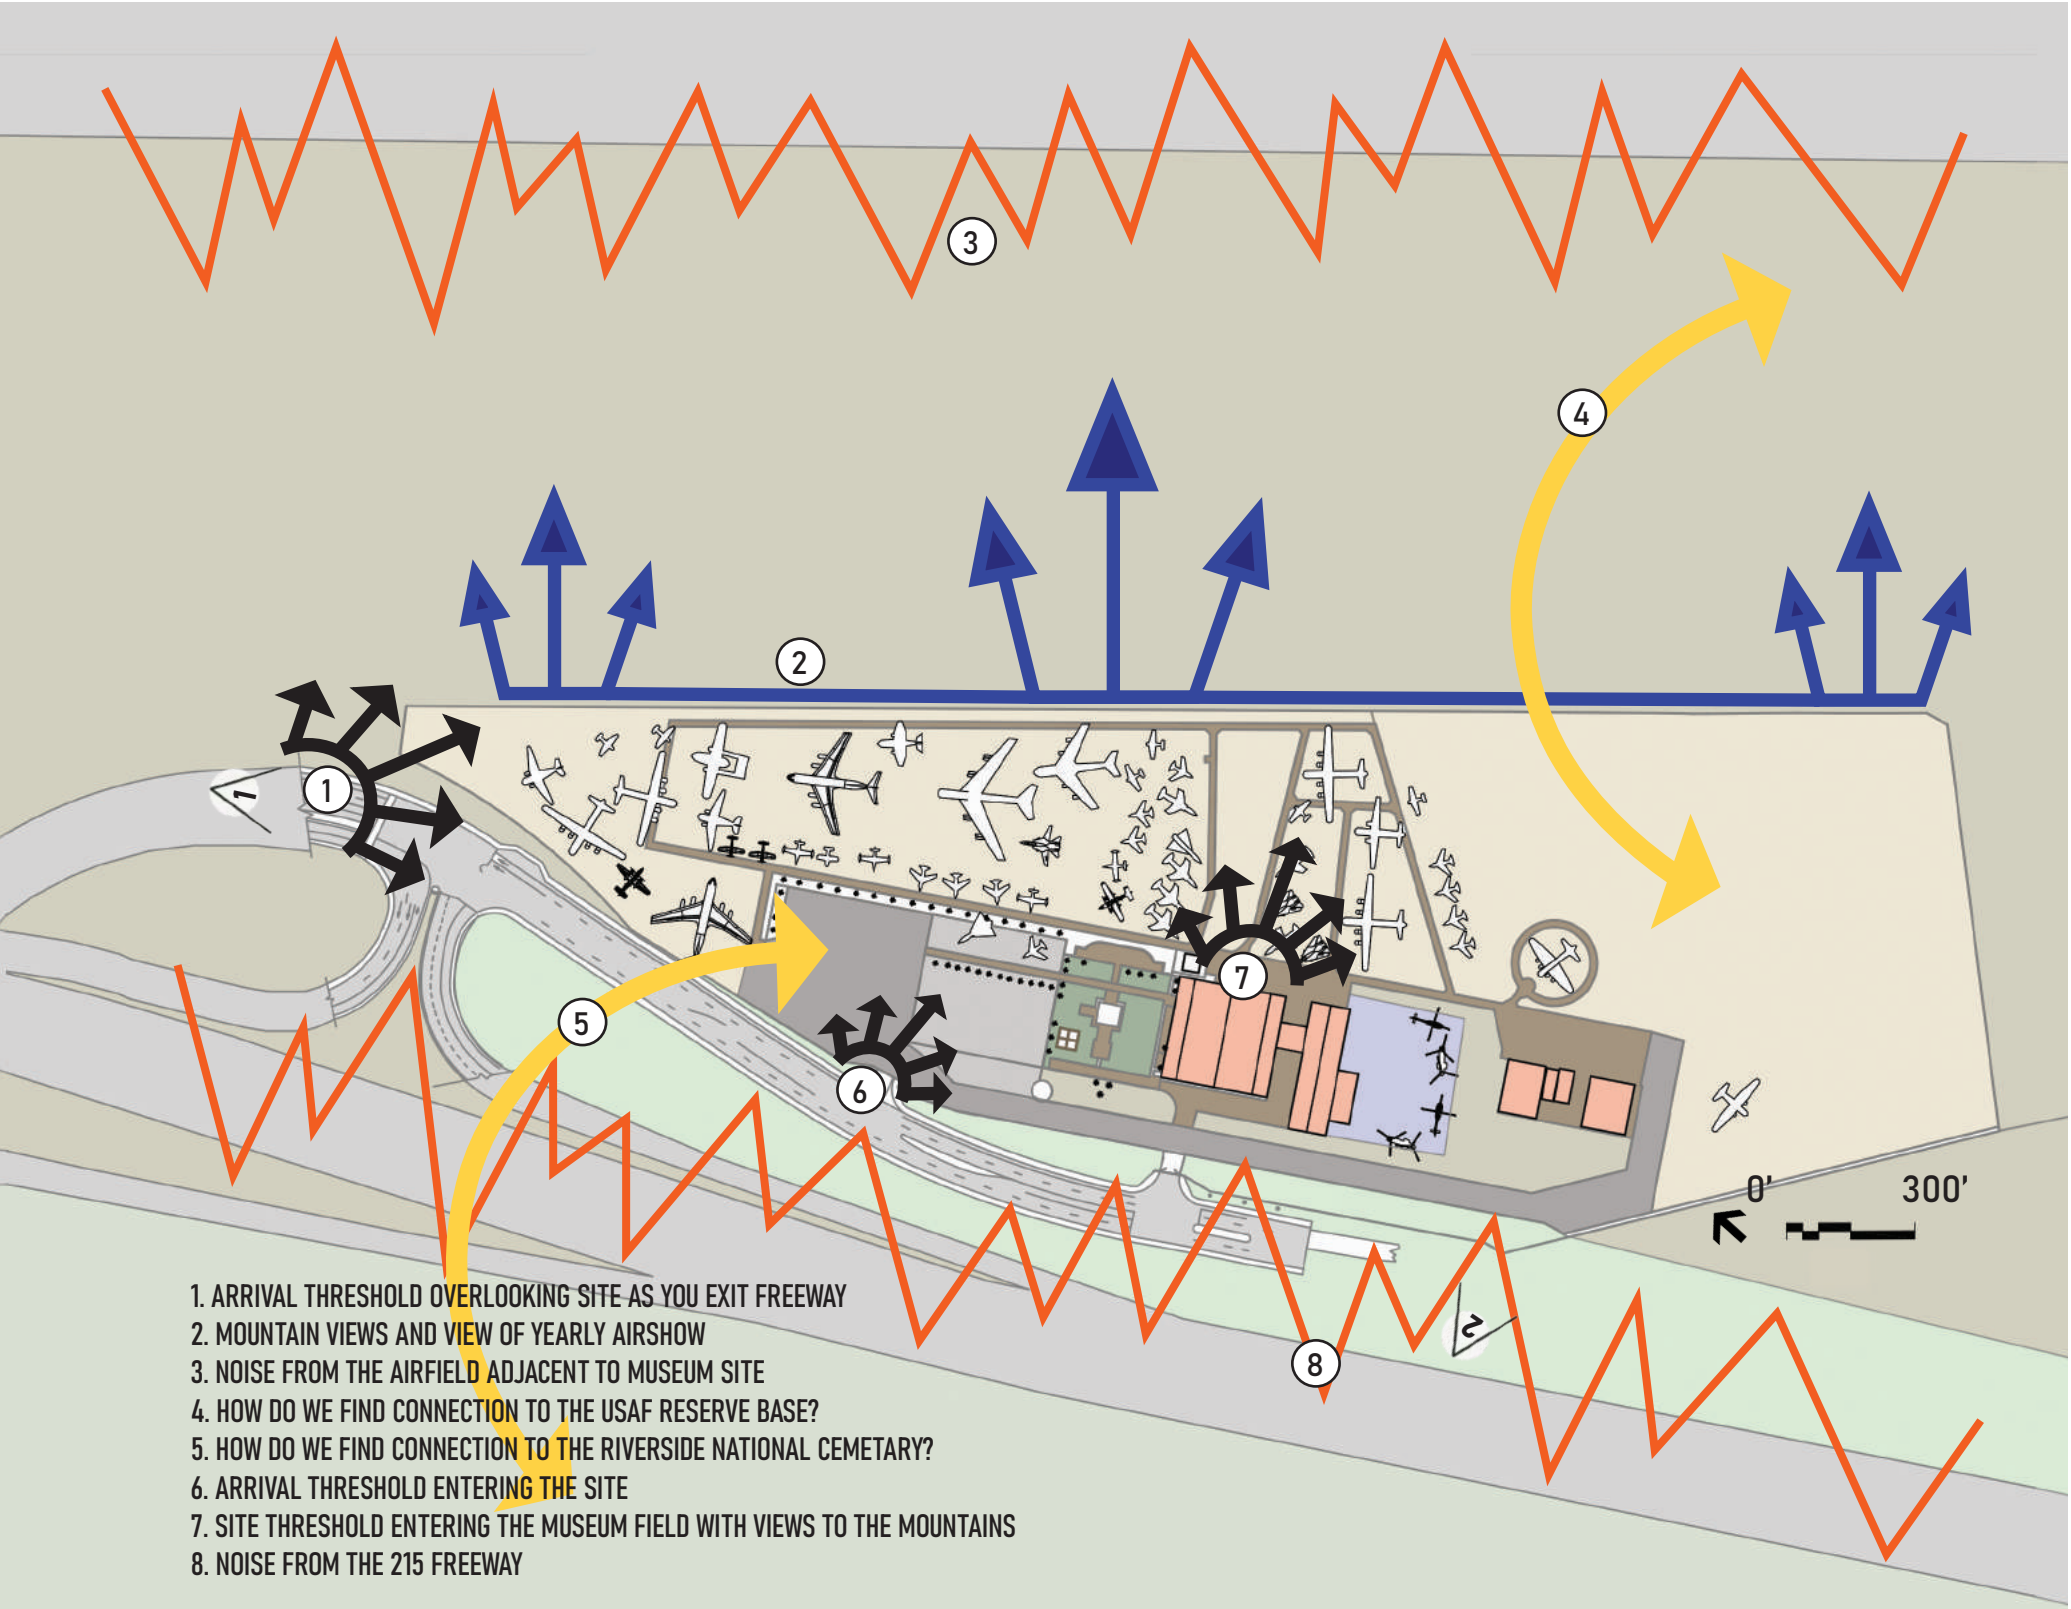 3
4
2
1
1
7
5
6
0' 300'
2
8
1. ARRIVAL THRESHOLD OVERLOOKING SITE AS YOU EXIT FREEWAY
2. MOUNTAIN VIEWS AND VIEW OF YEARLY AIRSHOW
3. NOISE FROM THE AIRFIELD ADJACENT TO MUSEUM SITE
4. HOW DO WE FIND CONNECTION TO THE USAF RESERVE BASE?
5. HOW DO WE FIND CONNECTION TO THE RIVERSIDE NATIONAL CEMETARY?
6. ARRIVAL THRESHOLD ENTERING THE SITE
7. SITE THRESHOLD ENTERING THE MUSEUM FIELD WITH VIEWS TO THE MOUNTAINS
8. NOISE FROM THE 215 FREEWAY